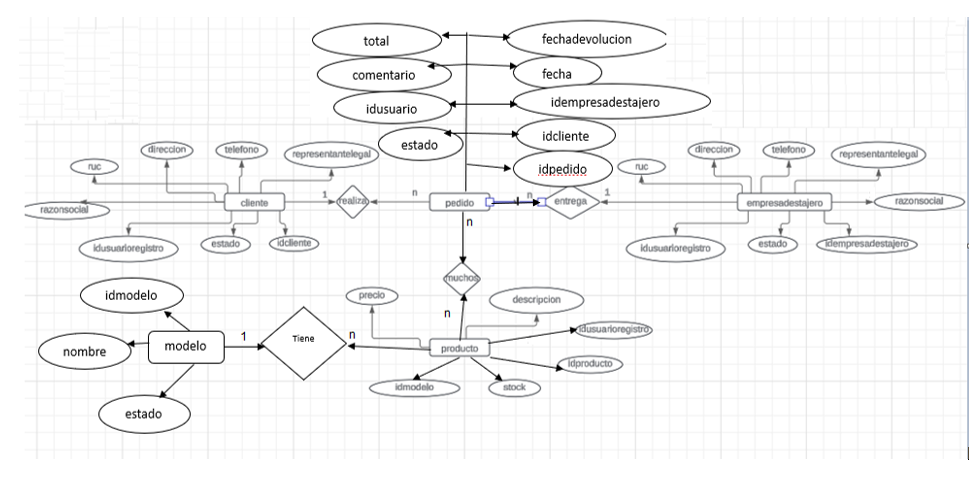 total
fechadevolucion
comentario
fecha
idusuario
idempresadestajero
estado
idcliente
idpedido
direccion
telefono
representantelegal
ruc
razonsocial
cliente
1
realiza
n
pedido
n
entrega
1
idusuarioregistro
estado
idcliente
direccion
telefono
representantelegal
ruc
razonsocial
empresadestajero
idusuarioregistro
estado
idempresadestajero
n
muchos
n
idmodelo
nombre
modelo
estado
1
Tiene
n
precio
descripcion
idusuarioregistro
producto
idproducto
idmodelo
stock